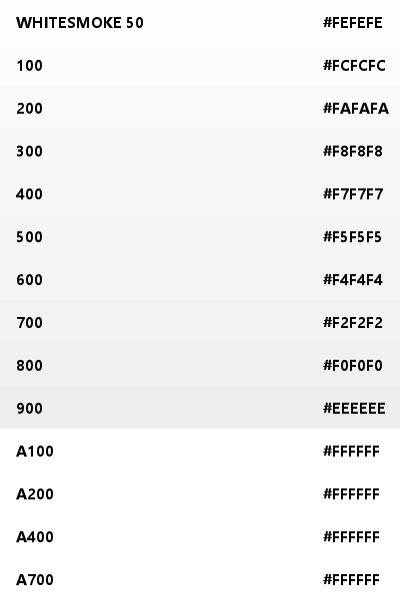 WHITESMOKE 50 #FEFEFE
100 #FCFCFC
200 #FAFAFA
300 #F8F8F8
400 #F7F7F7
500 #F5F5F5
600 #F4F4F4
700 #F2F2F2
800 #F0F0F0
900 #EEEEEE
A100 #FFFFFF
A200 #FFFFFF
A400 #FFFFFF
A700 #FFFFFF